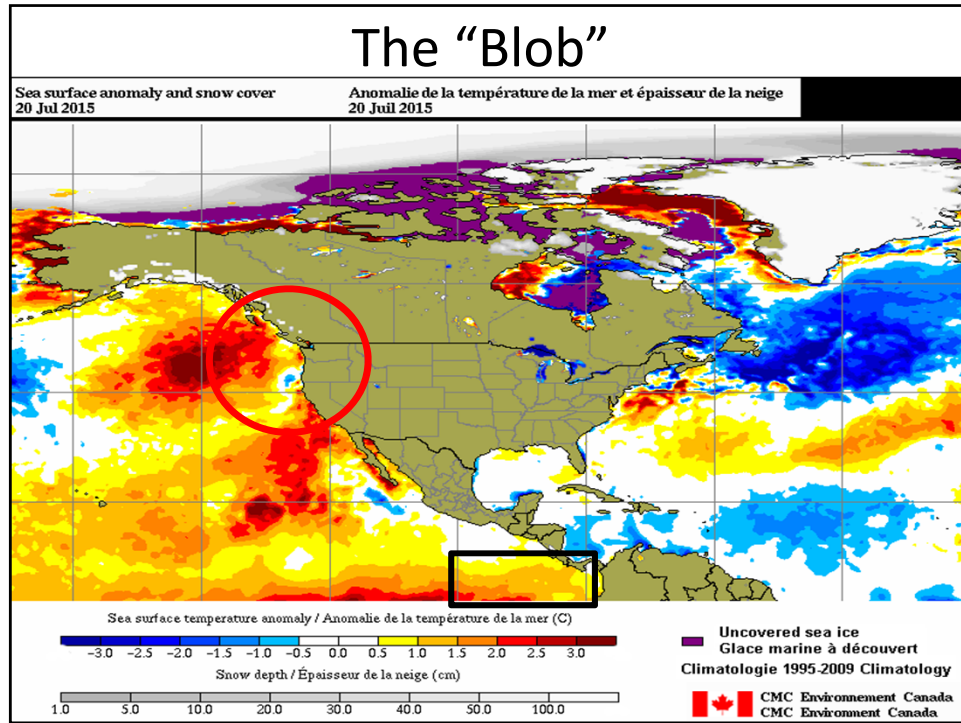 The “Blob”
Sea surface anomaly and snow cover
20 Jul 2015
Anomalie de la température de la mer et épaisseur de la neige
20 Juil 2015
Sea surface temperature anomaly / Anomalie de la température de la mer (C)
-3.0 -2.5 -2.0 -1.5 -1.0 -0.5 0.0 0.5 1.0 1.5 2.0 2.5 3.0
Snow depth / Épaisseur de la neige (cm)
1.0 5.0 10.0 20.0 30.0 40.0 50.0 100.0
Uncovered sea ice
Glace marine à découvert
Climatologie 1995-2009 Climatology
CMC Environnement Canada
CMC Environment Canada